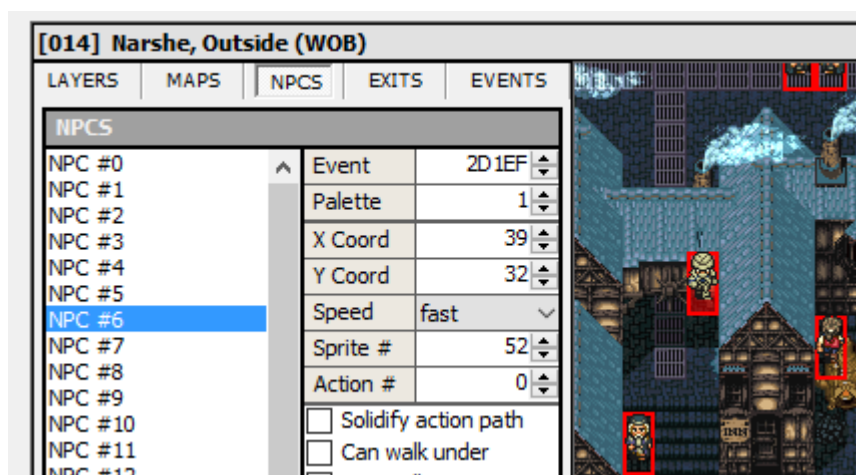 [014] Narshe, Outside (WOB)
LAYERS MAPS NPCS EXITS EVENTS
NPCS
NPC #0
NPC #1
NPC #2
NPC #3
NPC #4
NPC #5
NPC #6
NPC #7
NPC #8
NPC #9
NPC #10
NPC #11
NPC #12
Event 2D1EF
Palette 1
X Coord 39
Y Coord 32
Speed fast
Sprite # 52
Action # 0
Solidify action path
Can walk under
INN